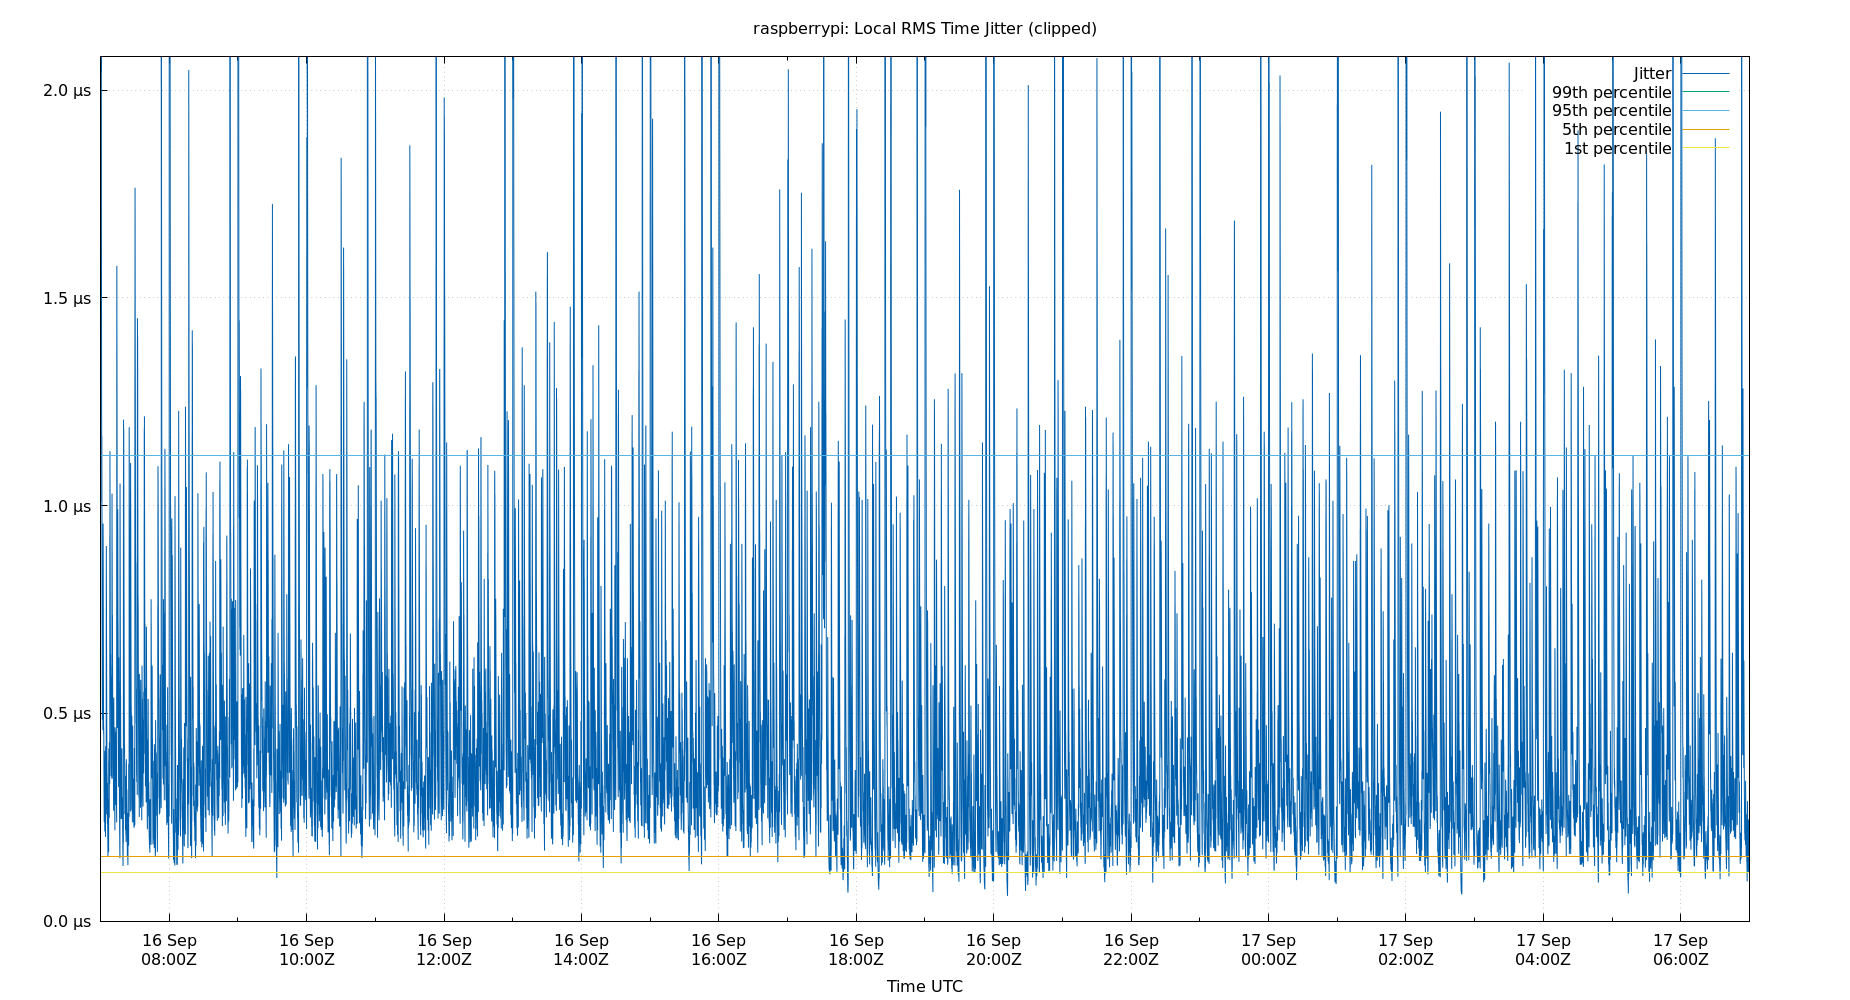 raspberrypi: Local RMS Time Jitter (clipped)
Jitter
99th percentile
95th percentile
5th percentile
1st percentile
2.0 μs
1.5 μs
1.0 μs
0.5 μs
0.0 μs
16 Sep 16 Sep 16 Sep 16 Sep 16 Sep 16 Sep 16 Sep 16 Sep 17 Sep 17 Sep 17 Sep 17 Sep
08:00Z 10:00Z 12:00Z 14:00Z 16:00Z 18:00Z 20:00Z 22:00Z 00:00Z 02:00Z 04:00Z 06:00Z
Time UTC